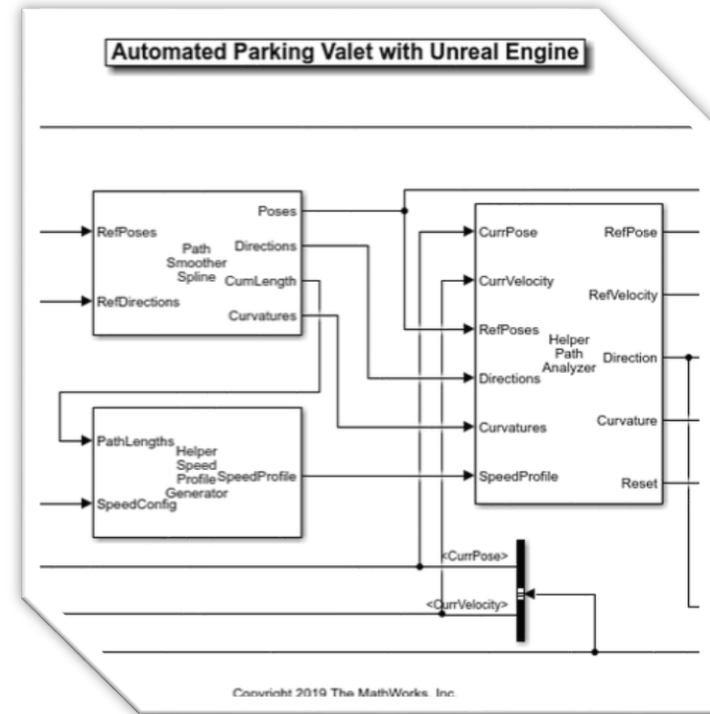 Automated Parking Valet with Unreal Engine
Poses
RefPoses
Directions
Path
Smoother
Spline
CumLength
RefDirections
Curvatures
CurrPose
RefPose
CurrVelocity
RefVelocity
RefPoses
Helper
Path
Analyzer
Direction
Directions
Curvature
Curvatures
SpeedProfile
Reset
PathLengths
Helper
Speed
Profile
Generator
SpeedProfile
SpeedConfig
<CurrPose>
<CurrVelocity>
Copyright 2019 The MathWorks, Inc.